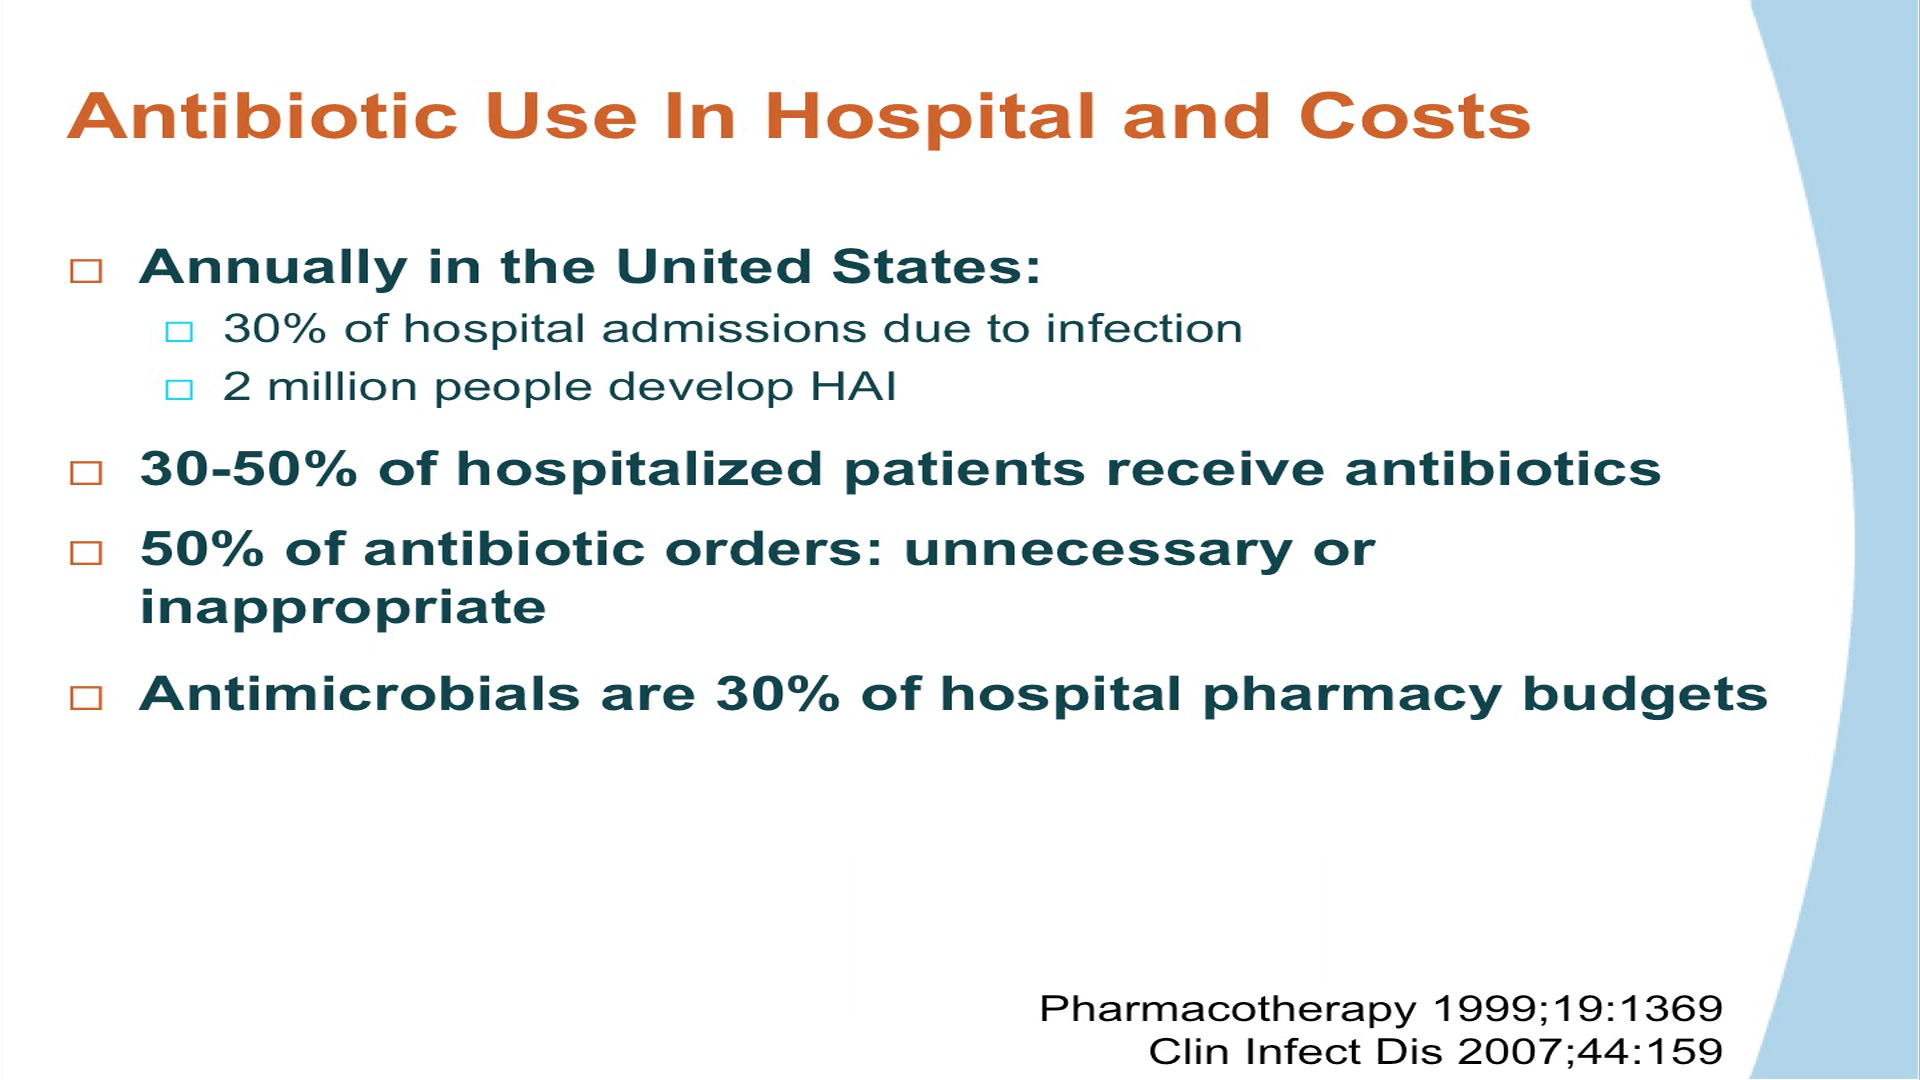 Antibiotic Use In Hospital and Costs
Annually in the United States:
30% of hospital admissions due to infection
2 million people develop HAI
30-50% of hospitalized patients receive antibiotics
50% of antibiotic orders: unnecessary or
inappropriate
Antimicrobials are 30% of hospital pharmacy budgets
Pharmacotherapy 1999;19:1369
Clin Infect Dis 2007;44:159